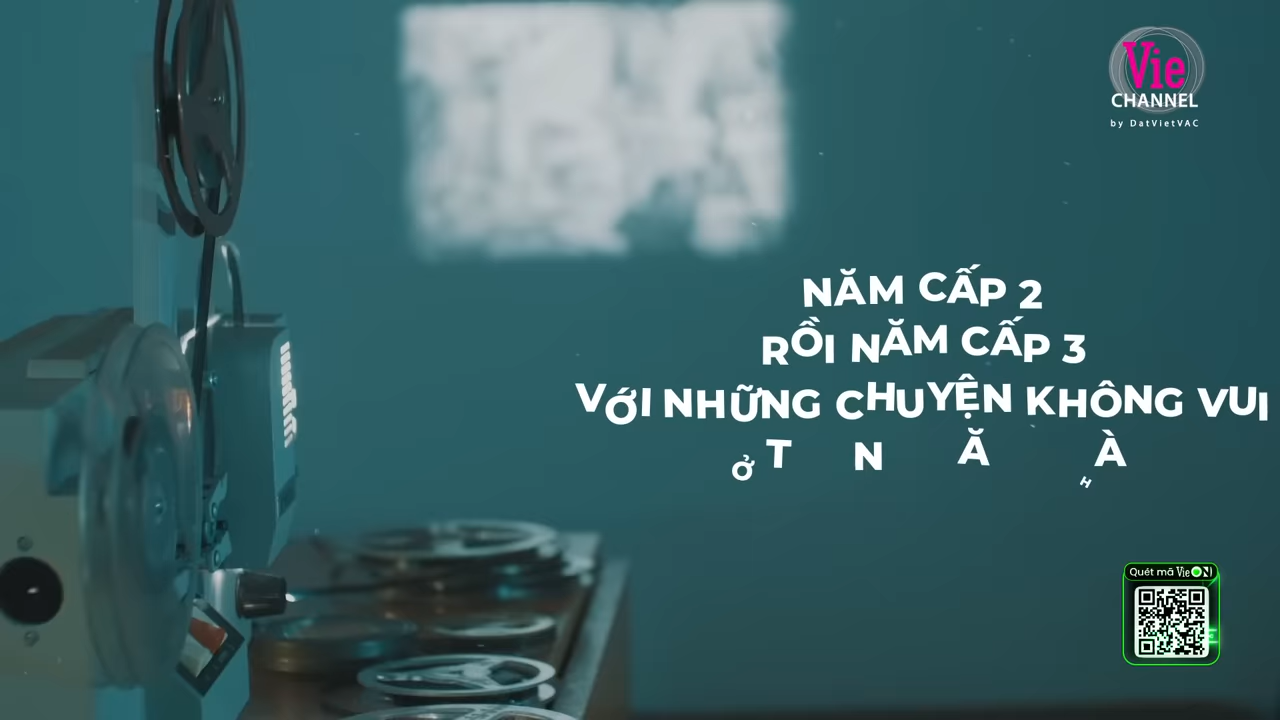 Vie
CHANNEL
by DatVietVAC
NĂM CẤP 2
RỒI NĂM CẤP 3
VỚI NHỮNG CHUYỆN KHÔNG VUI
Quét mã VieON